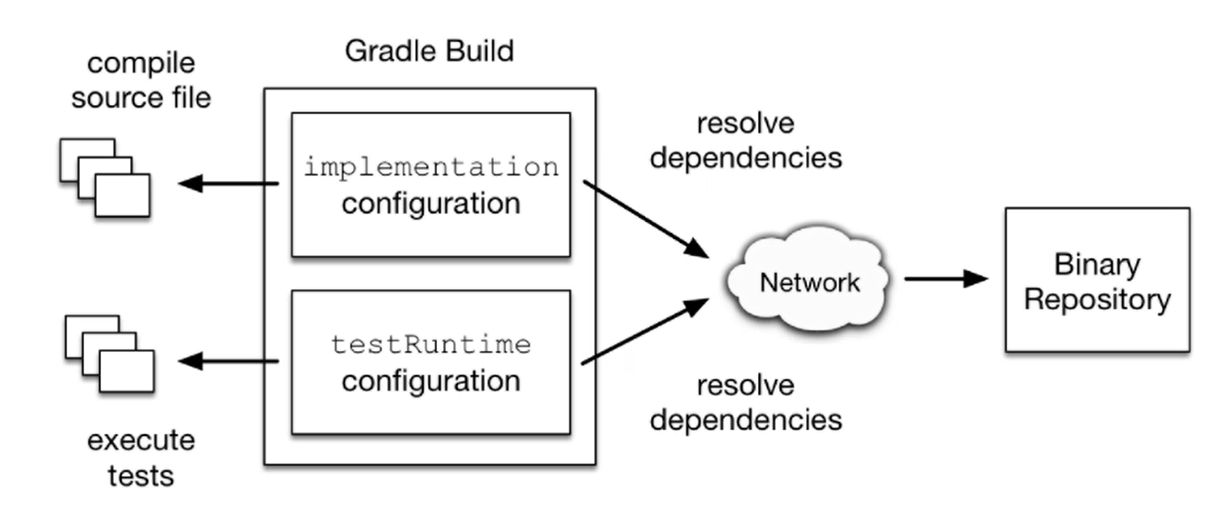 compile
source file
Gradle Build
implementation
configuration
resolve
dependencies
Network
Binary
Repository
testRuntime
configuration
resolve
dependencies
execute
tests